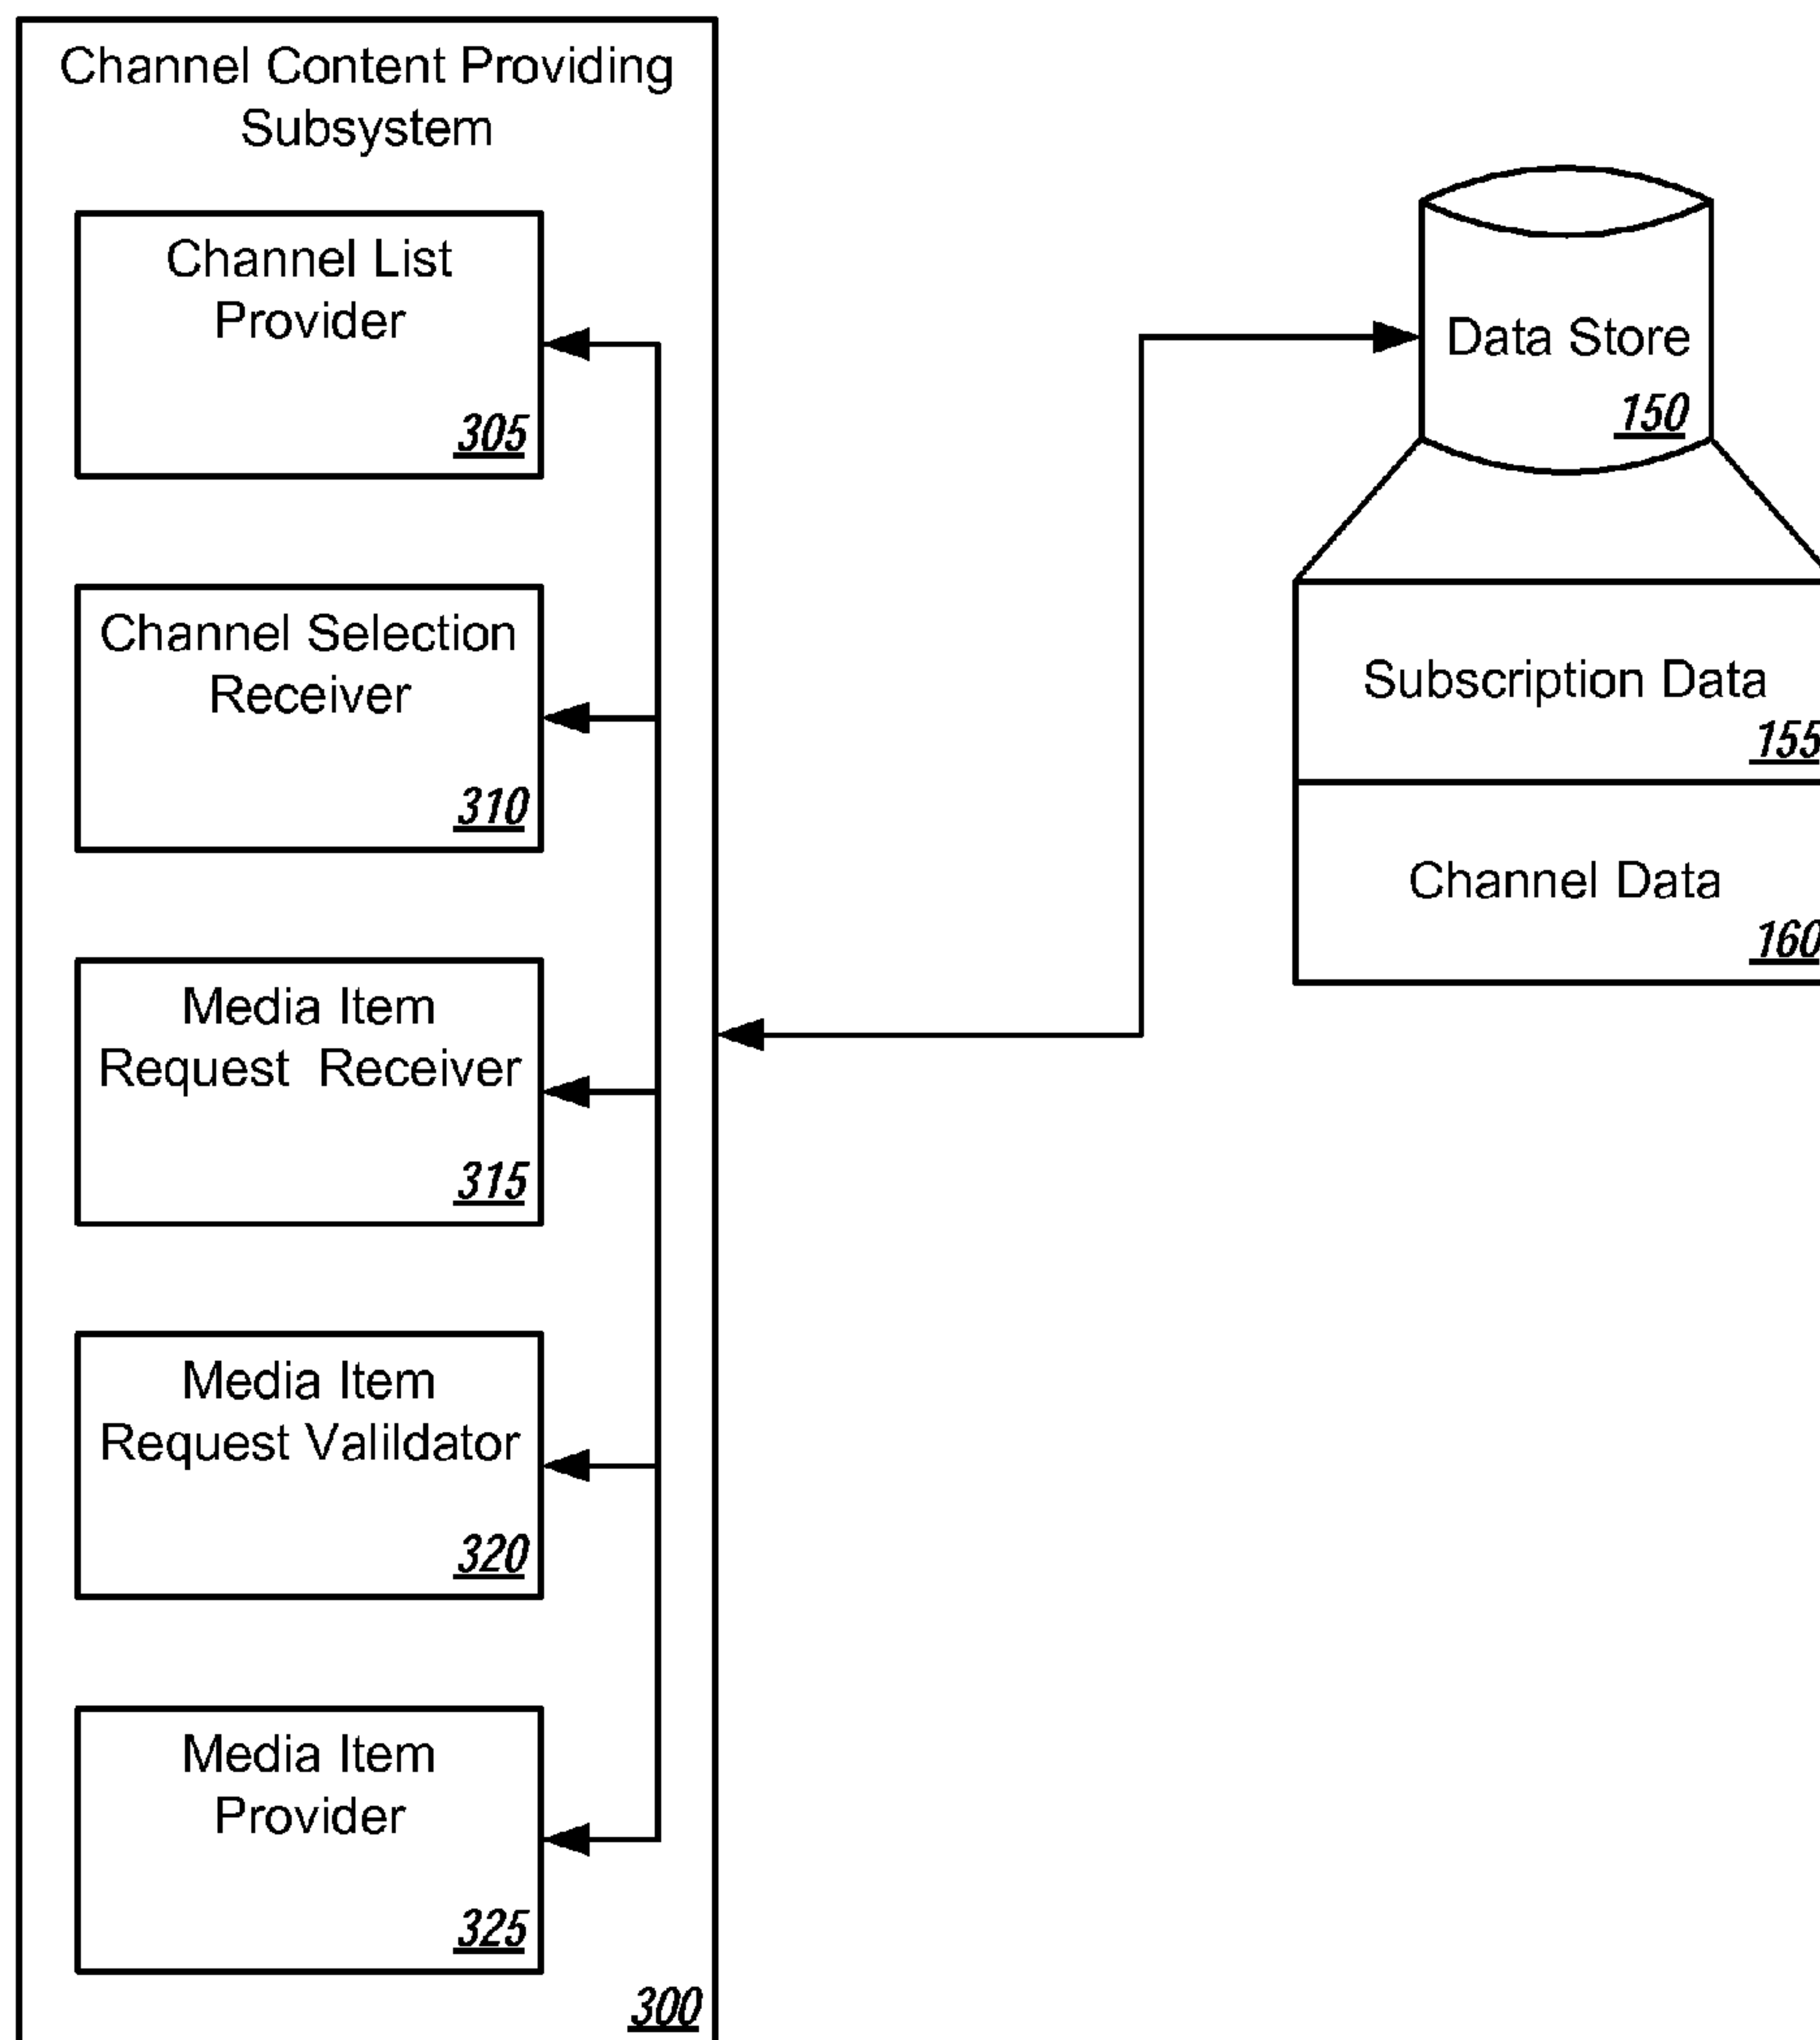 Channel Content Providing
Subsystem
Channel List
Provider
305
Channel Selection
Receiver
310
Media Item
Request  Receiver
315
Media Item
Request Valildator
320
Media Item
Provider
325
300
Data Store
150
Subscription Data
155
Channel Data
160